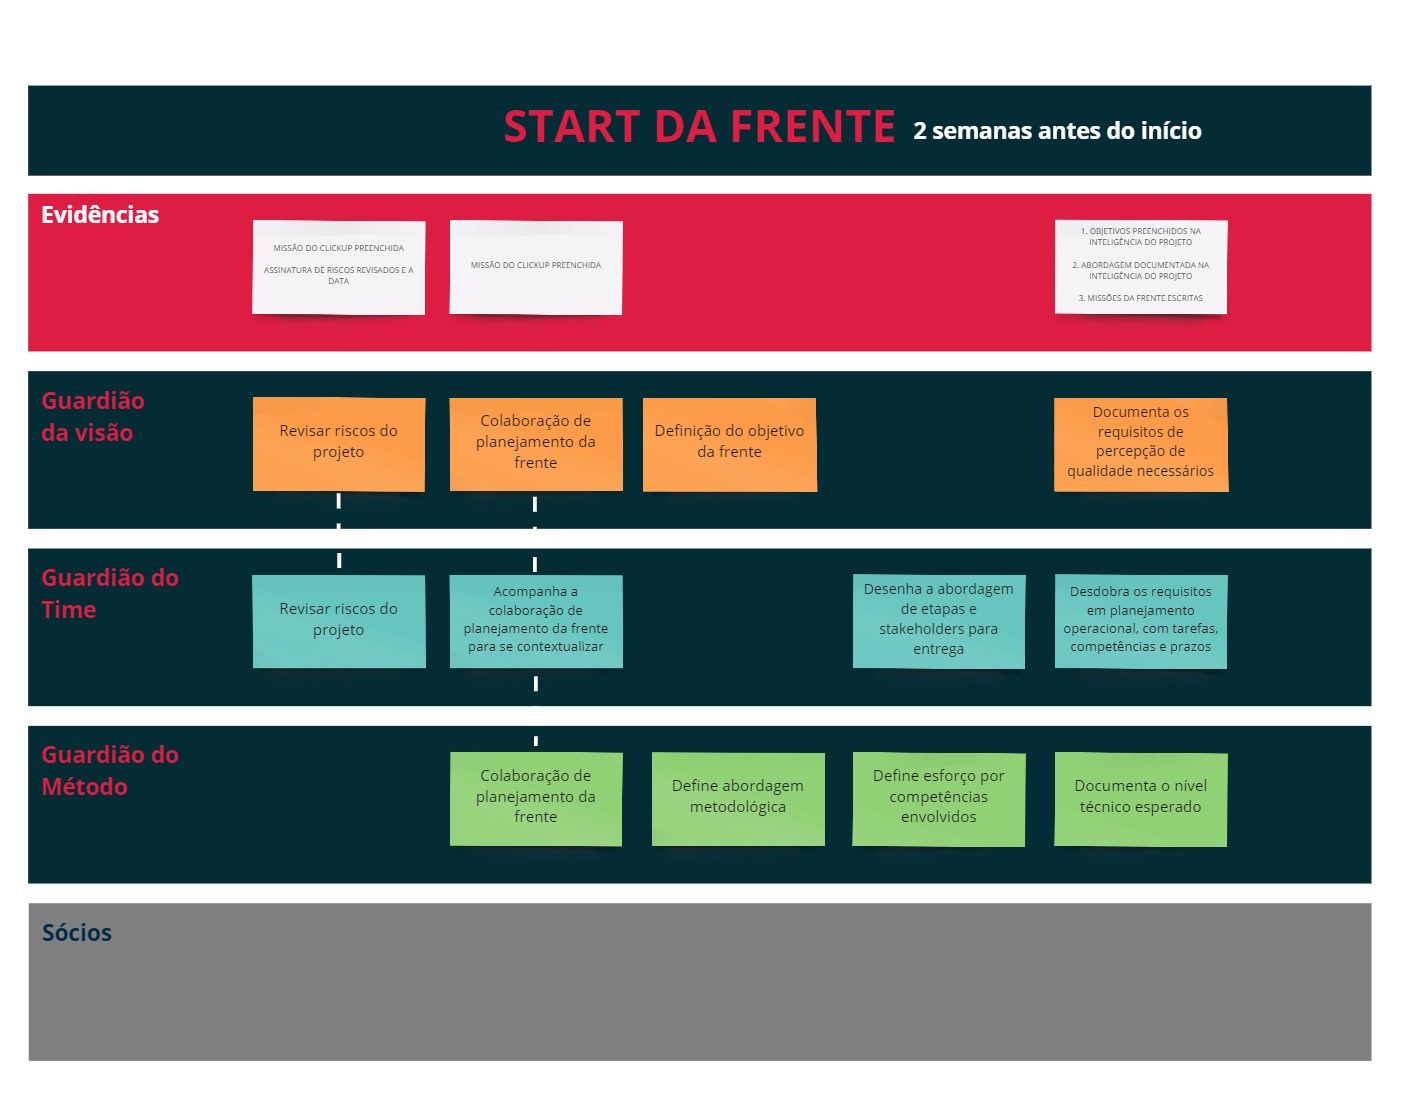 START DA FRENTE 2 semanas antes do início
Evidências
MISSÃO DO CLICKUP PREENCHIDA
ASSINATURA DE RISCOS REVISADOS E A
DATA
MISSÃO DO CLICKUP PREENCHIDA
1. OBJETIVOS PREENCHIDOS NA
INTELIGÊNCIA DO PROJETO
2. ABORDAGEM DOCUMENTADA NA
INTELIGÊNCIA DO PROJETO
3. MISSÕES DA FRENTE ESCRITAS
Guardião
da visão
Revisar riscos do
projeto
Colaboração de
planejamento da
frente
Definição do objetivo
da frente
Documenta os
requisitos de
percepção de
qualidade necessários
Guardião do
Time
Revisar riscos do
projeto
Acompanha a
colaboração de
planejamento da frente
para se contextualizar
Desenha a abordagem
de etapas e
stakeholders para
entrega
Desdobra os requisitos
em planejamento
operacional, com tarefas,
competências e prazos
Guardião do
Método
Colaboração de
planejamento da
frente
Define abordagem
metodológica
Define esforço por
competências
envolvidos
Documenta o nível
técnico esperado
Sócios